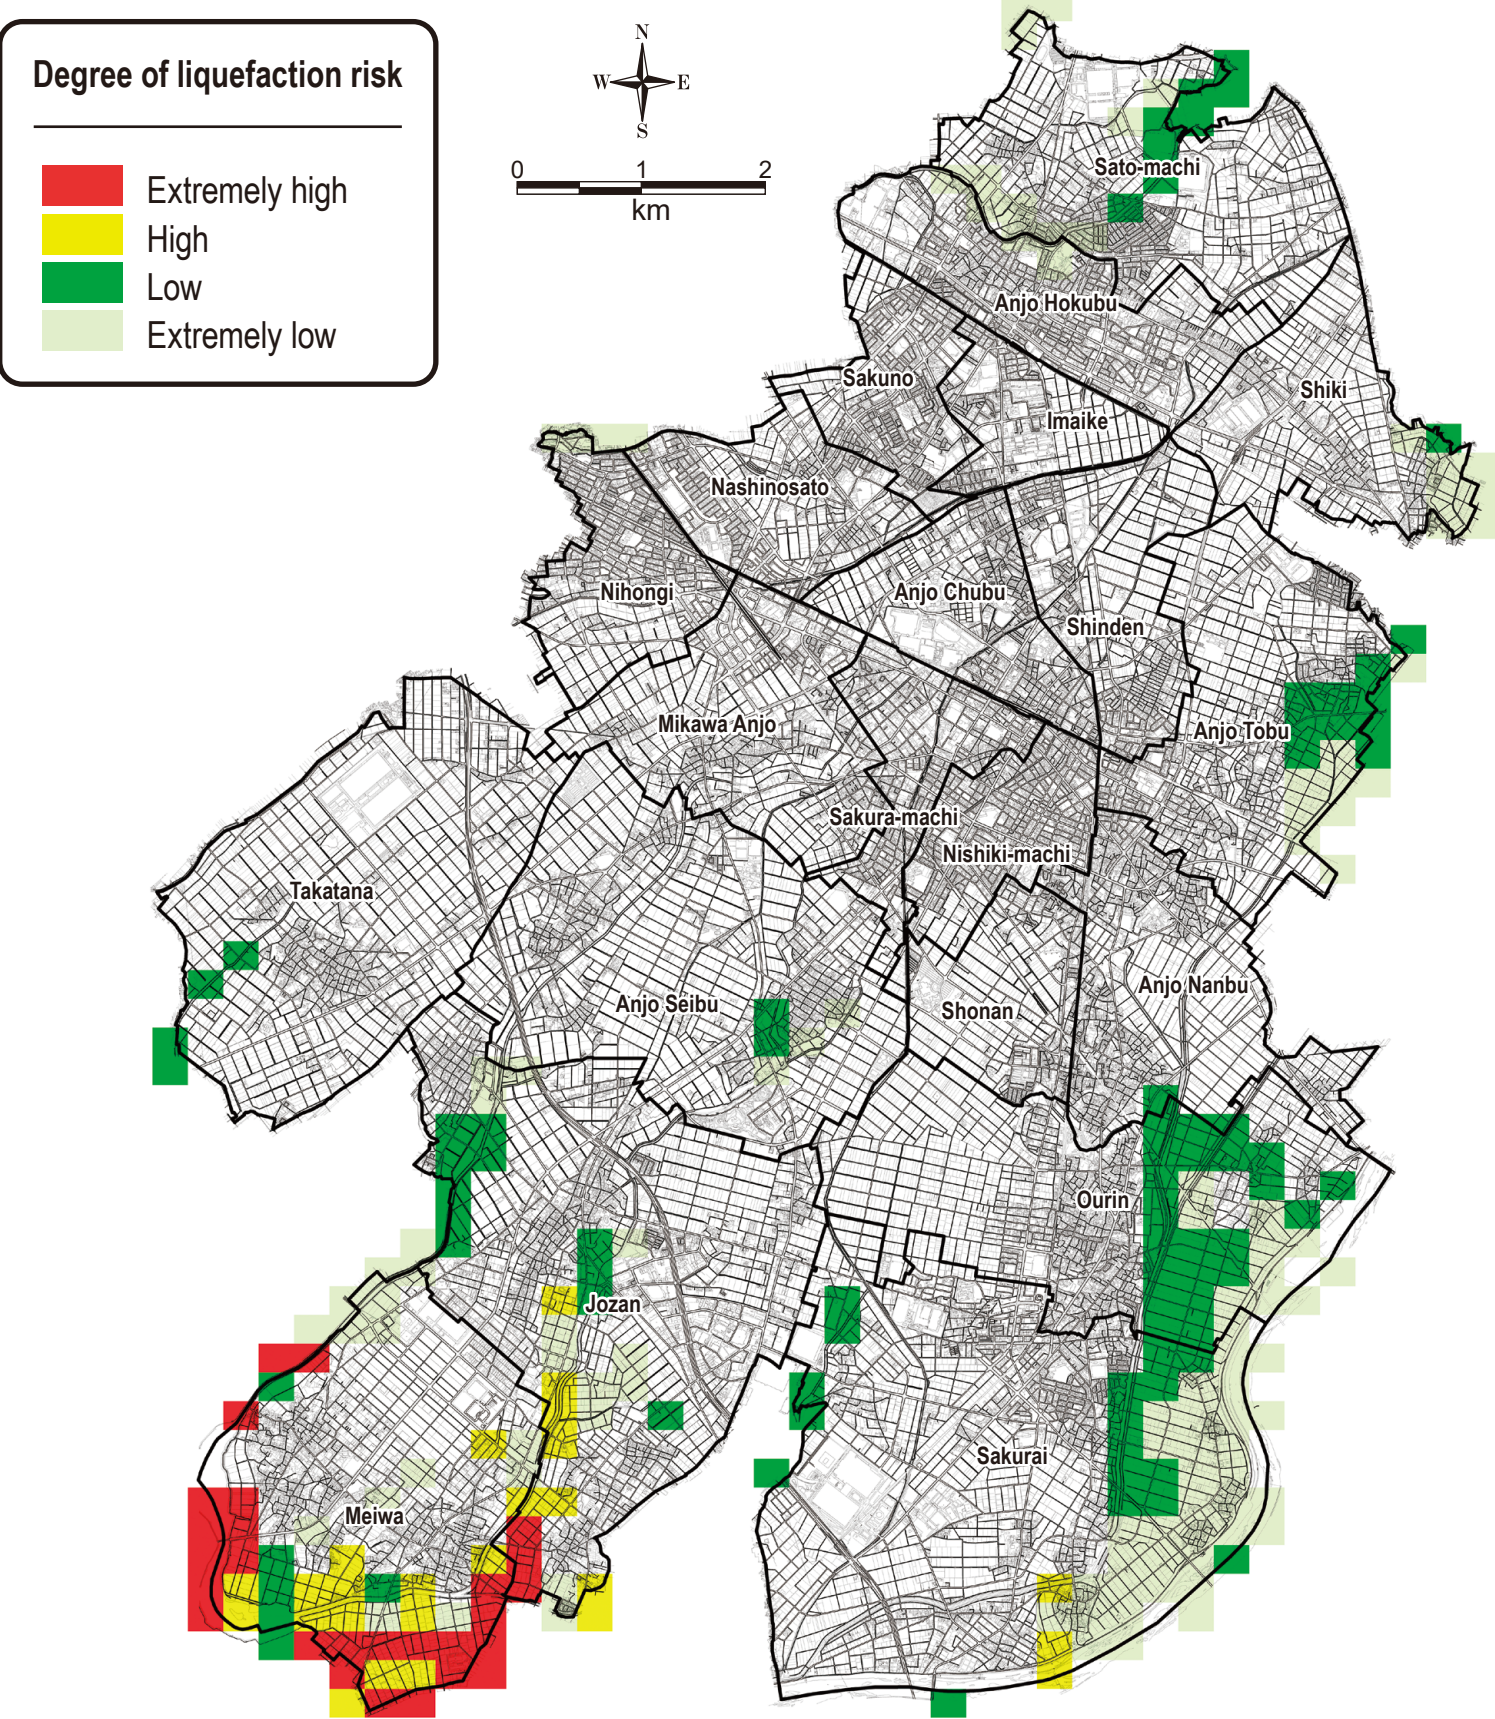 Degree of liquefaction risk
Extremely high
High
Low
Extremely low
N
W E
S
0 1 2
km
Sato-machi
Anjo Hokubu
Sakuno
Shiki
Imaike
Nashinosato
Nihongi
Anjo Chubu
Shinden
Mikawa Anjo
Anjo Tobu
Sakura-machi
Nishiki-machi
Takatana
Anjo Seibu
Shonan
Anjo Nanbu
Ourin
Jozan
Sakurai
Meiwa